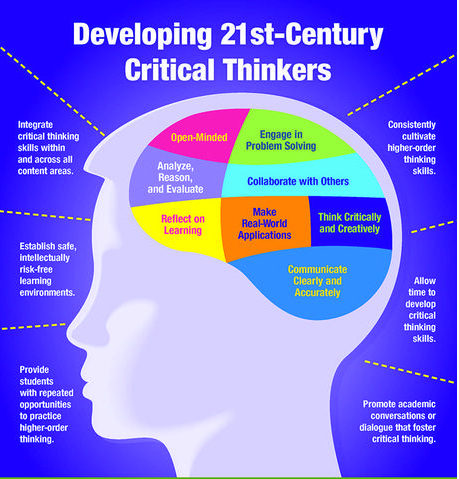 Developing 21st-Century
Critical Thinkers
Integrate
critical thinking
skills within
and across all
content areas.
Establish safe,
intellectually
risk-free
learning
environments.
Provide
students
with repeated
opportunities
to practice
higher-order
thinking.
Open-Minded
Engage in
Problem Solving
Analyze,
Reason,
and Evaluate
Collaborate with Others
Reflect on
Learning
Make
Real-World
Applications
Think Critically
and Creatively
Communicate
Clearly and
Accurately
Consistently
cultivate
higher-order
thinking
skills.
Allow
time to
develop
critical
thinking
skills.
Promote academic
conversations or
dialogue that foster
critical thinking.